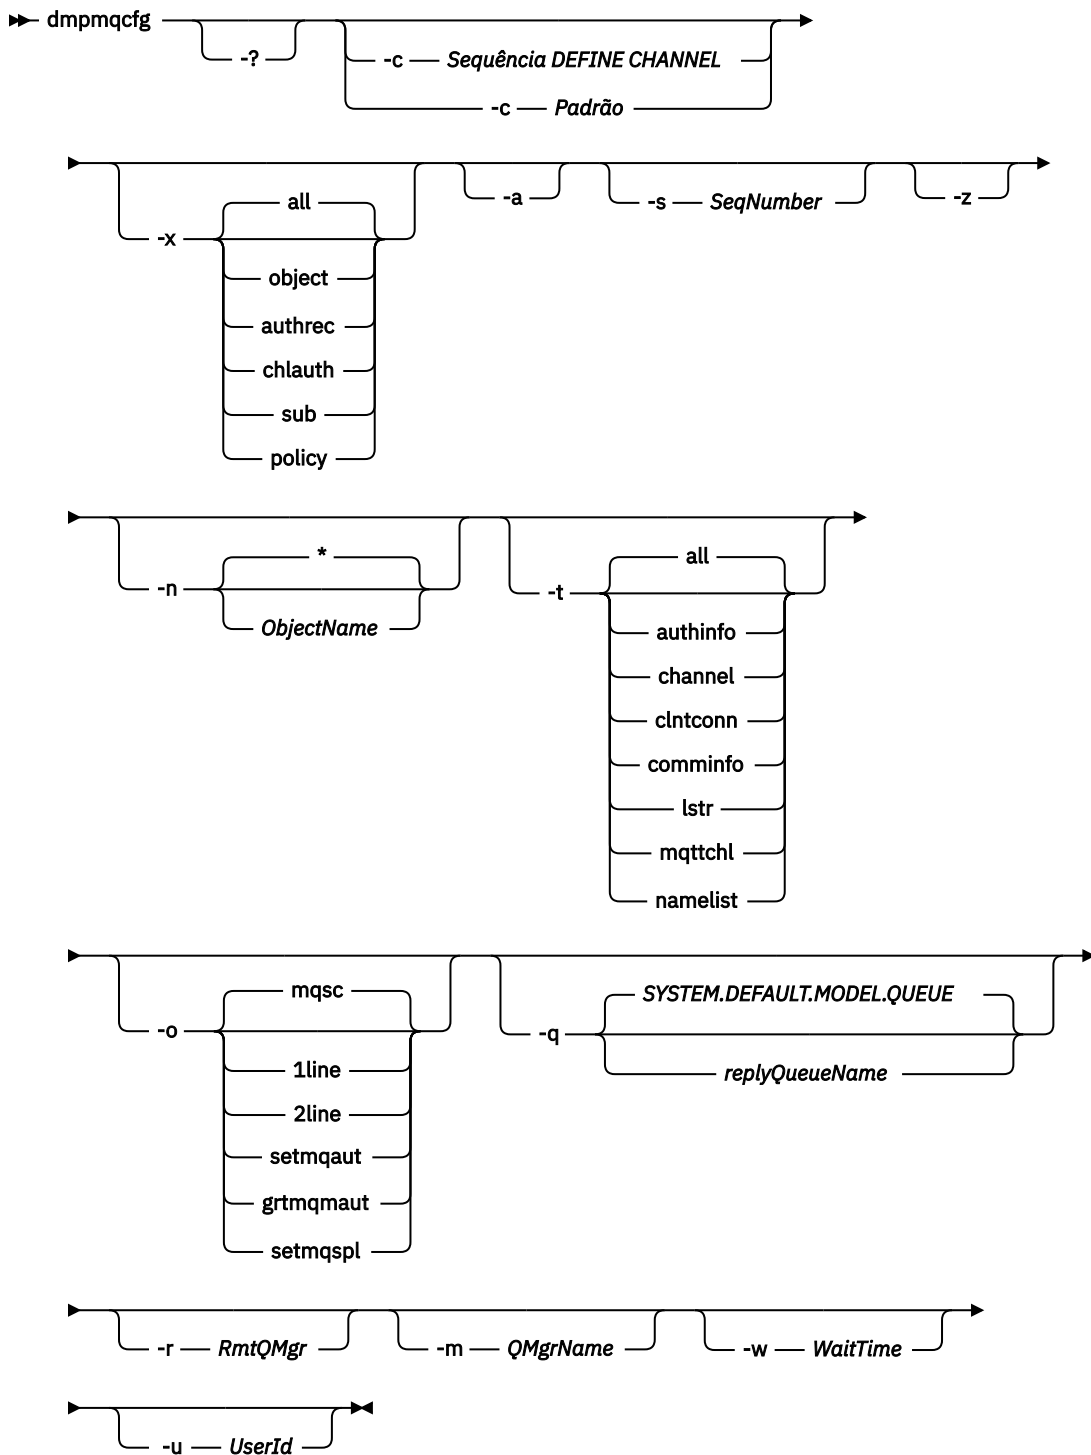 dmpmqcfg
-?
-c Sequência DEFINE CHANNEL
-c Padrão
-x
all
object
authrec
chlauth
sub
policy
-a
-s SeqNumber
-z
-n
*
ObjectName
-t
all
authinfo
channel
clntconn
comminfo
lstr
mqttchl
namelist
-o
mqsc
1line
2line
setmqaut
grtmqmaut
setmqspl
-q
SYSTEM.DEFAULT.MODEL.QUEUE
replyQueueName
-r RmtQMgr
-m QMgrName
-w WaitTime
-u UserId